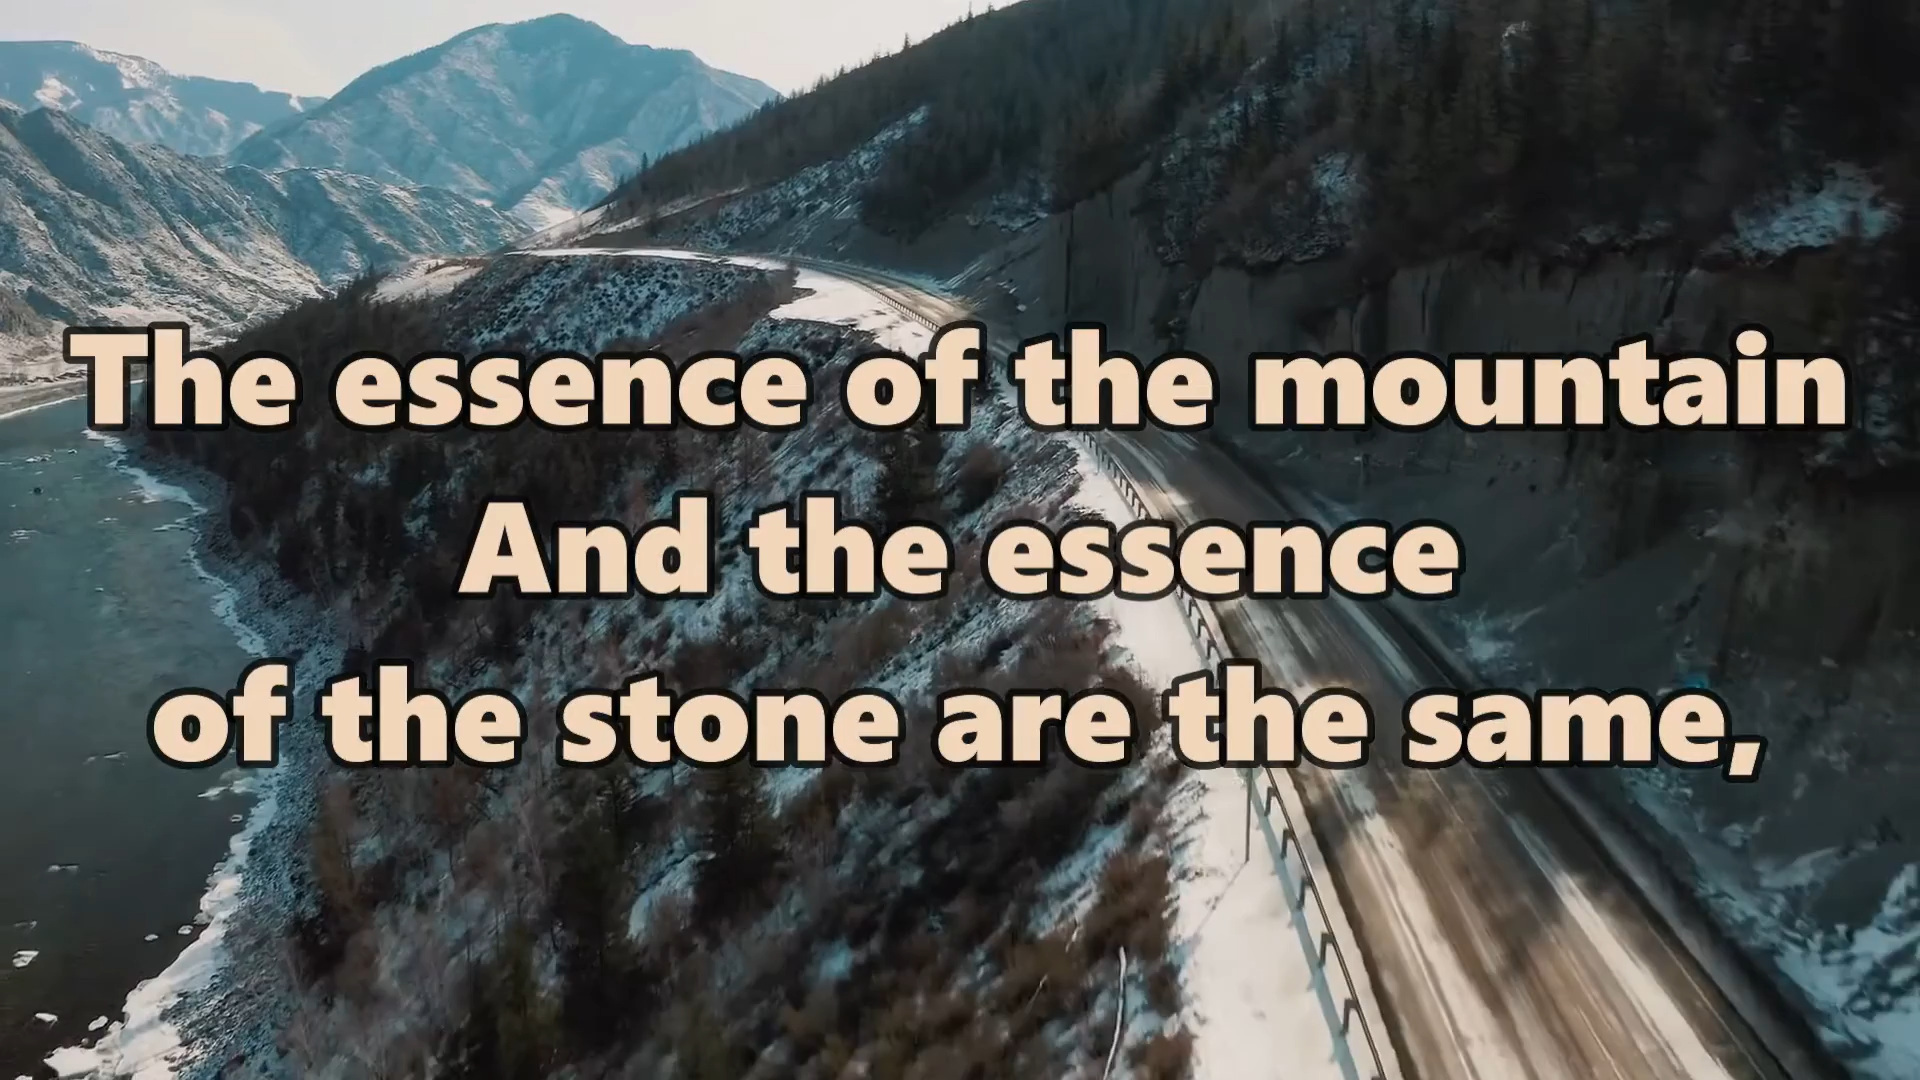 The essence of the mountain
And the essence
of the stone are the same,